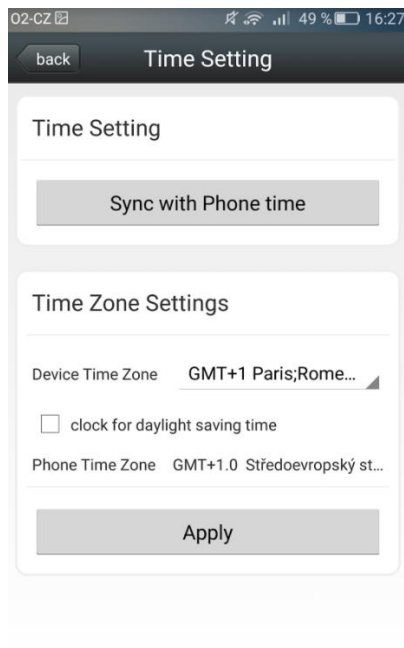 O2-CZ 49 % 16:27
back Time Setting
Time Setting
Sync with Phone time
Time Zone Settings
Device Time Zone GMT+1 Paris;Rome...
clock for daylight saving time
Phone Time Zone GMT+1.0 Středoevropský st...
Apply